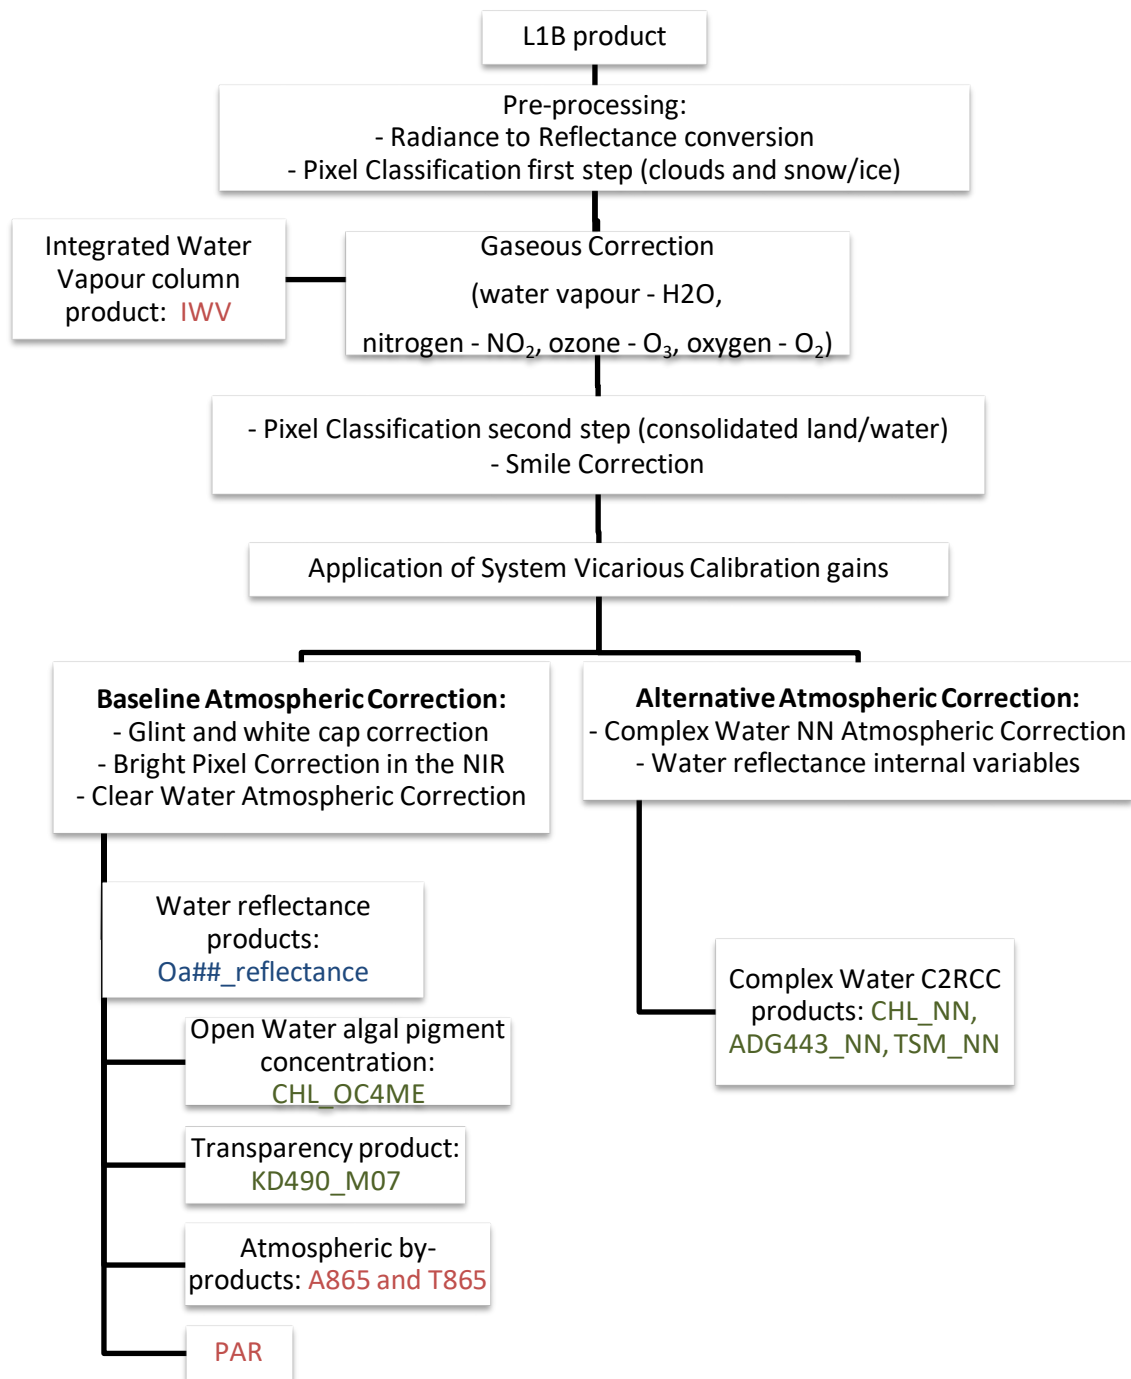 L1B product
Pre-processing:
- Radiance to Reflectance conversion
- Pixel Classification first step (clouds and snow/ice)
Integrated Water
Vapour column
product: IWV
Gaseous Correction
(water vapour - H2O,
nitrogen - NO₂, ozone - O₃, oxygen - O₂)
- Pixel Classification second step (consolidated land/water)
- Smile Correction
Application of System Vicarious Calibration gains
Baseline Atmospheric Correction:
- Glint and white cap correction
- Bright Pixel Correction in the NIR
- Clear Water Atmospheric Correction
Alternative Atmospheric Correction:
- Complex Water NN Atmospheric Correction
- Water reflectance internal variables
Water reflectance
products:
Oa##_reflectance
Open Water algal pigment
concentration:
CHL_OC4ME
Transparency product:
KD490_M07
Atmospheric by-
products: A865 and T865
PAR
Complex Water C2RCC
products: CHL_NN,
ADG443_NN, TSM_NN